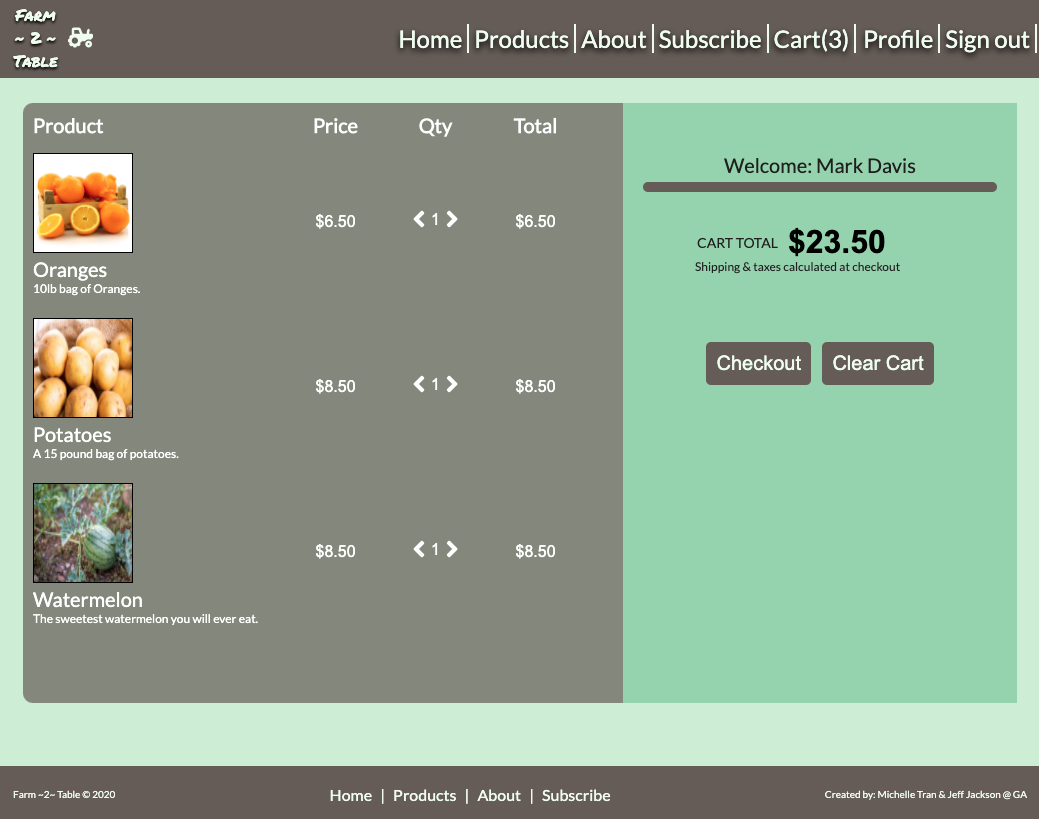 Farm
~ 2 ~
Table
Home Products About Subscribe Cart(3) Profile Sign out
Product Price Qty Total
$6.50 1 $6.50
Oranges
10lb bag of Oranges.
$8.50 1 $8.50
Potatoes
A 15 pound bag of potatoes.
$8.50 1 $8.50
Watermelon
The sweetest watermelon you will ever eat.
Welcome: Mark Davis
CART TOTAL $23.50
Shipping & taxes calculated at checkout
Checkout Clear Cart
Farm ~2~ Table © 2020
Home | Products | About | Subscribe
Created by: Michelle Tran & Jeff Jackson @ GA